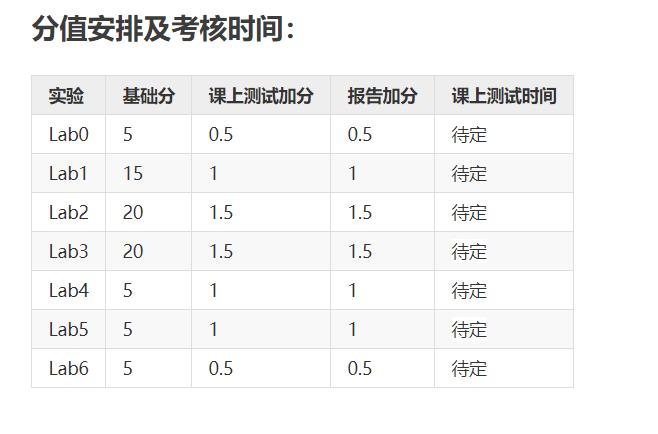 分值安排及考核时间：
实验 基础分 课上测试加分 报告加分 课上测试时间
Lab0 5 0.5 0.5 待定
Lab1 15 1 1 待定
Lab2 20 1.5 1.5 待定
Lab3 20 1.5 1.5 待定
Lab4 5 1 1 待定
Lab5 5 1 1 待定
Lab6 5 0.5 0.5 待定